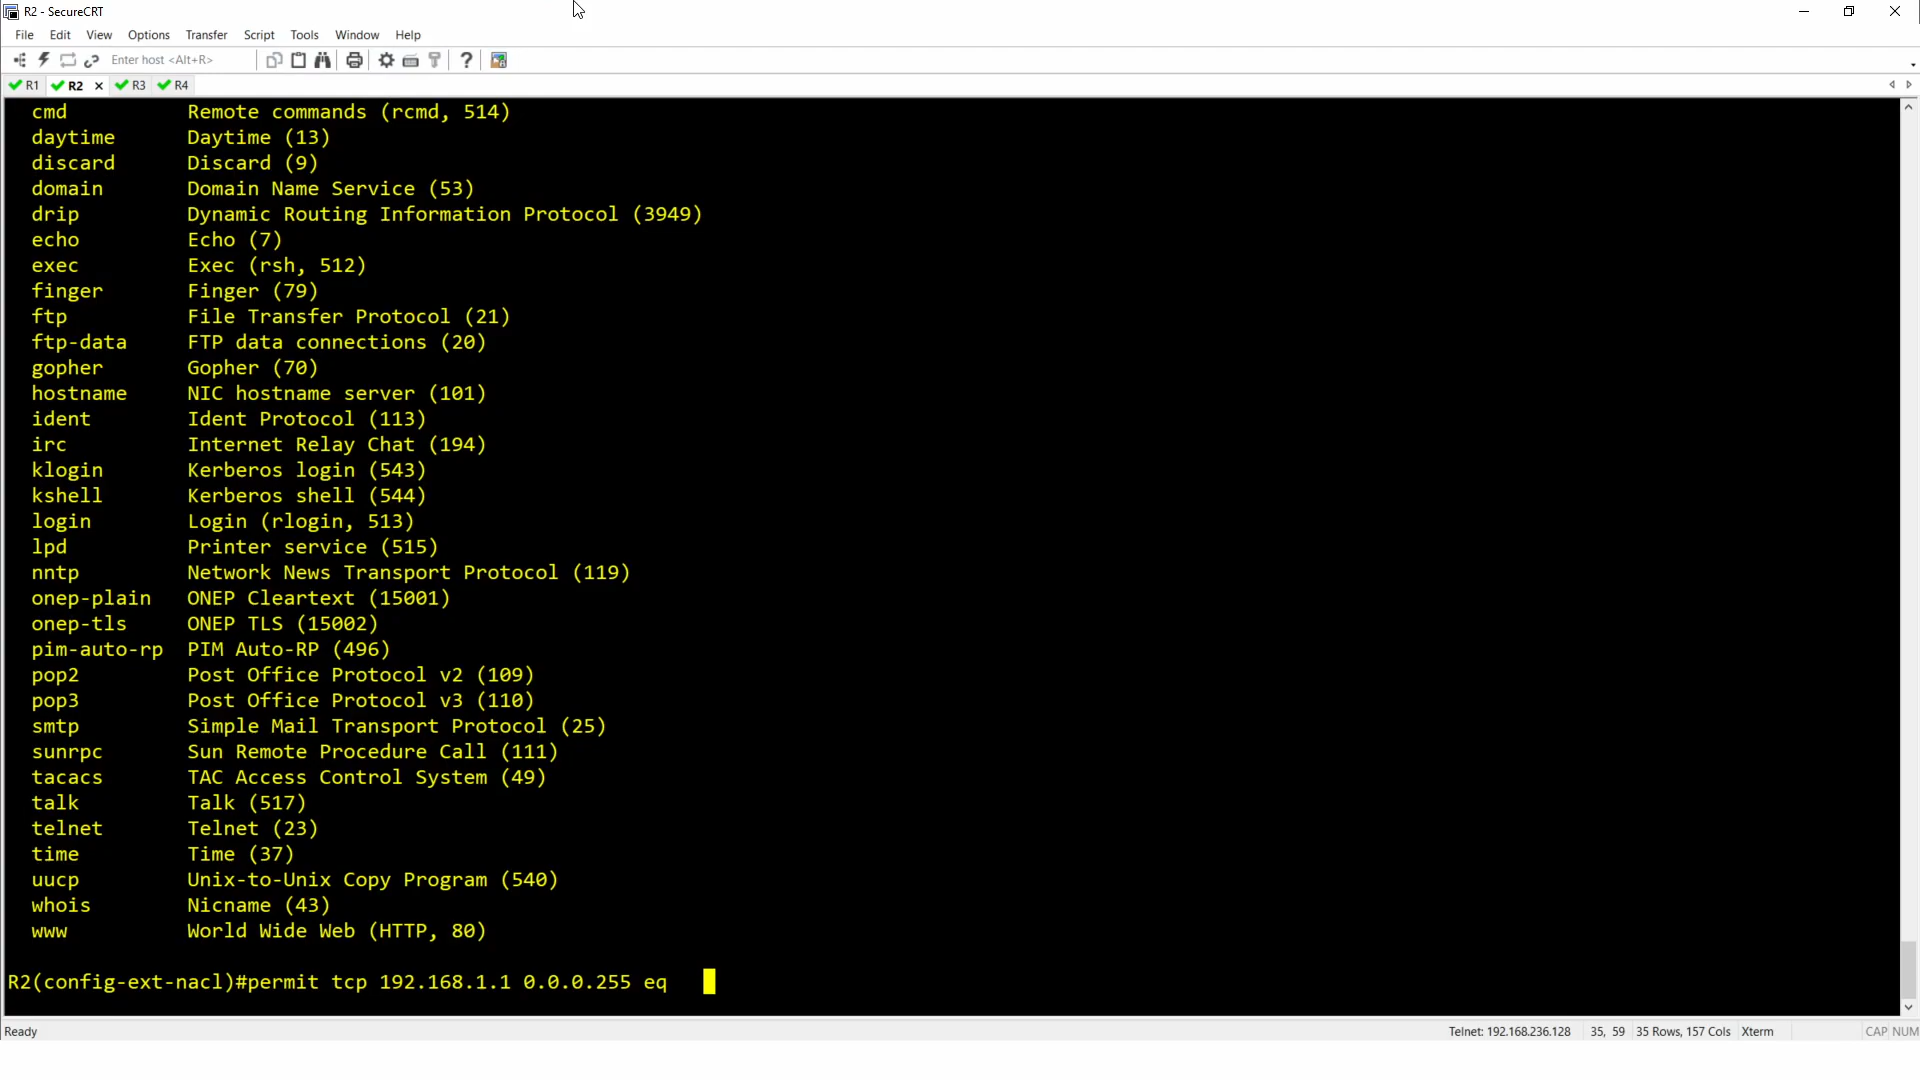 R2 - SecureCRT
File Edit View Options Transfer Script Tools Window Help
Enter host <Alt+R>
R1 R2 R3 R4
cmd Remote commands (rcmd, 514)
daytime Daytime (13)
discard Discard (9)
domain Domain Name Service (53)
drip Dynamic Routing Information Protocol (3949)
echo Echo (7)
exec Exec (rsh, 512)
finger Finger (79)
ftp File Transfer Protocol (21)
ftp-data FTP data connections (20)
gopher Gopher (70)
hostname NIC hostname server (101)
ident Ident Protocol (113)
irc Internet Relay Chat (194)
klogin Kerberos login (543)
kshell Kerberos shell (544)
login Login (rlogin, 513)
lpd Printer service (515)
nntp Network News Transport Protocol (119)
onep-plain ONEP Cleartext (15001)
onep-tls ONEP TLS (15002)
pim-auto-rp PIM Auto-RP (496)
pop2 Post Office Protocol v2 (109)
pop3 Post Office Protocol v3 (110)
smtp Simple Mail Transport Protocol (25)
sunrpc Sun Remote Procedure Call (111)
tacacs TAC Access Control System (49)
talk Talk (517)
telnet Telnet (23)
time Time (37)
uucp Unix-to-Unix Copy Program (540)
whois Nicname (43)
www World Wide Web (HTTP, 80)
R2(config-ext-nacl)#permit tcp 192.168.1.1 0.0.0.255 eq
Ready Telnet: 192.168.236.128 35, 59 35 Rows, 157 Cols Xterm CAP NUM